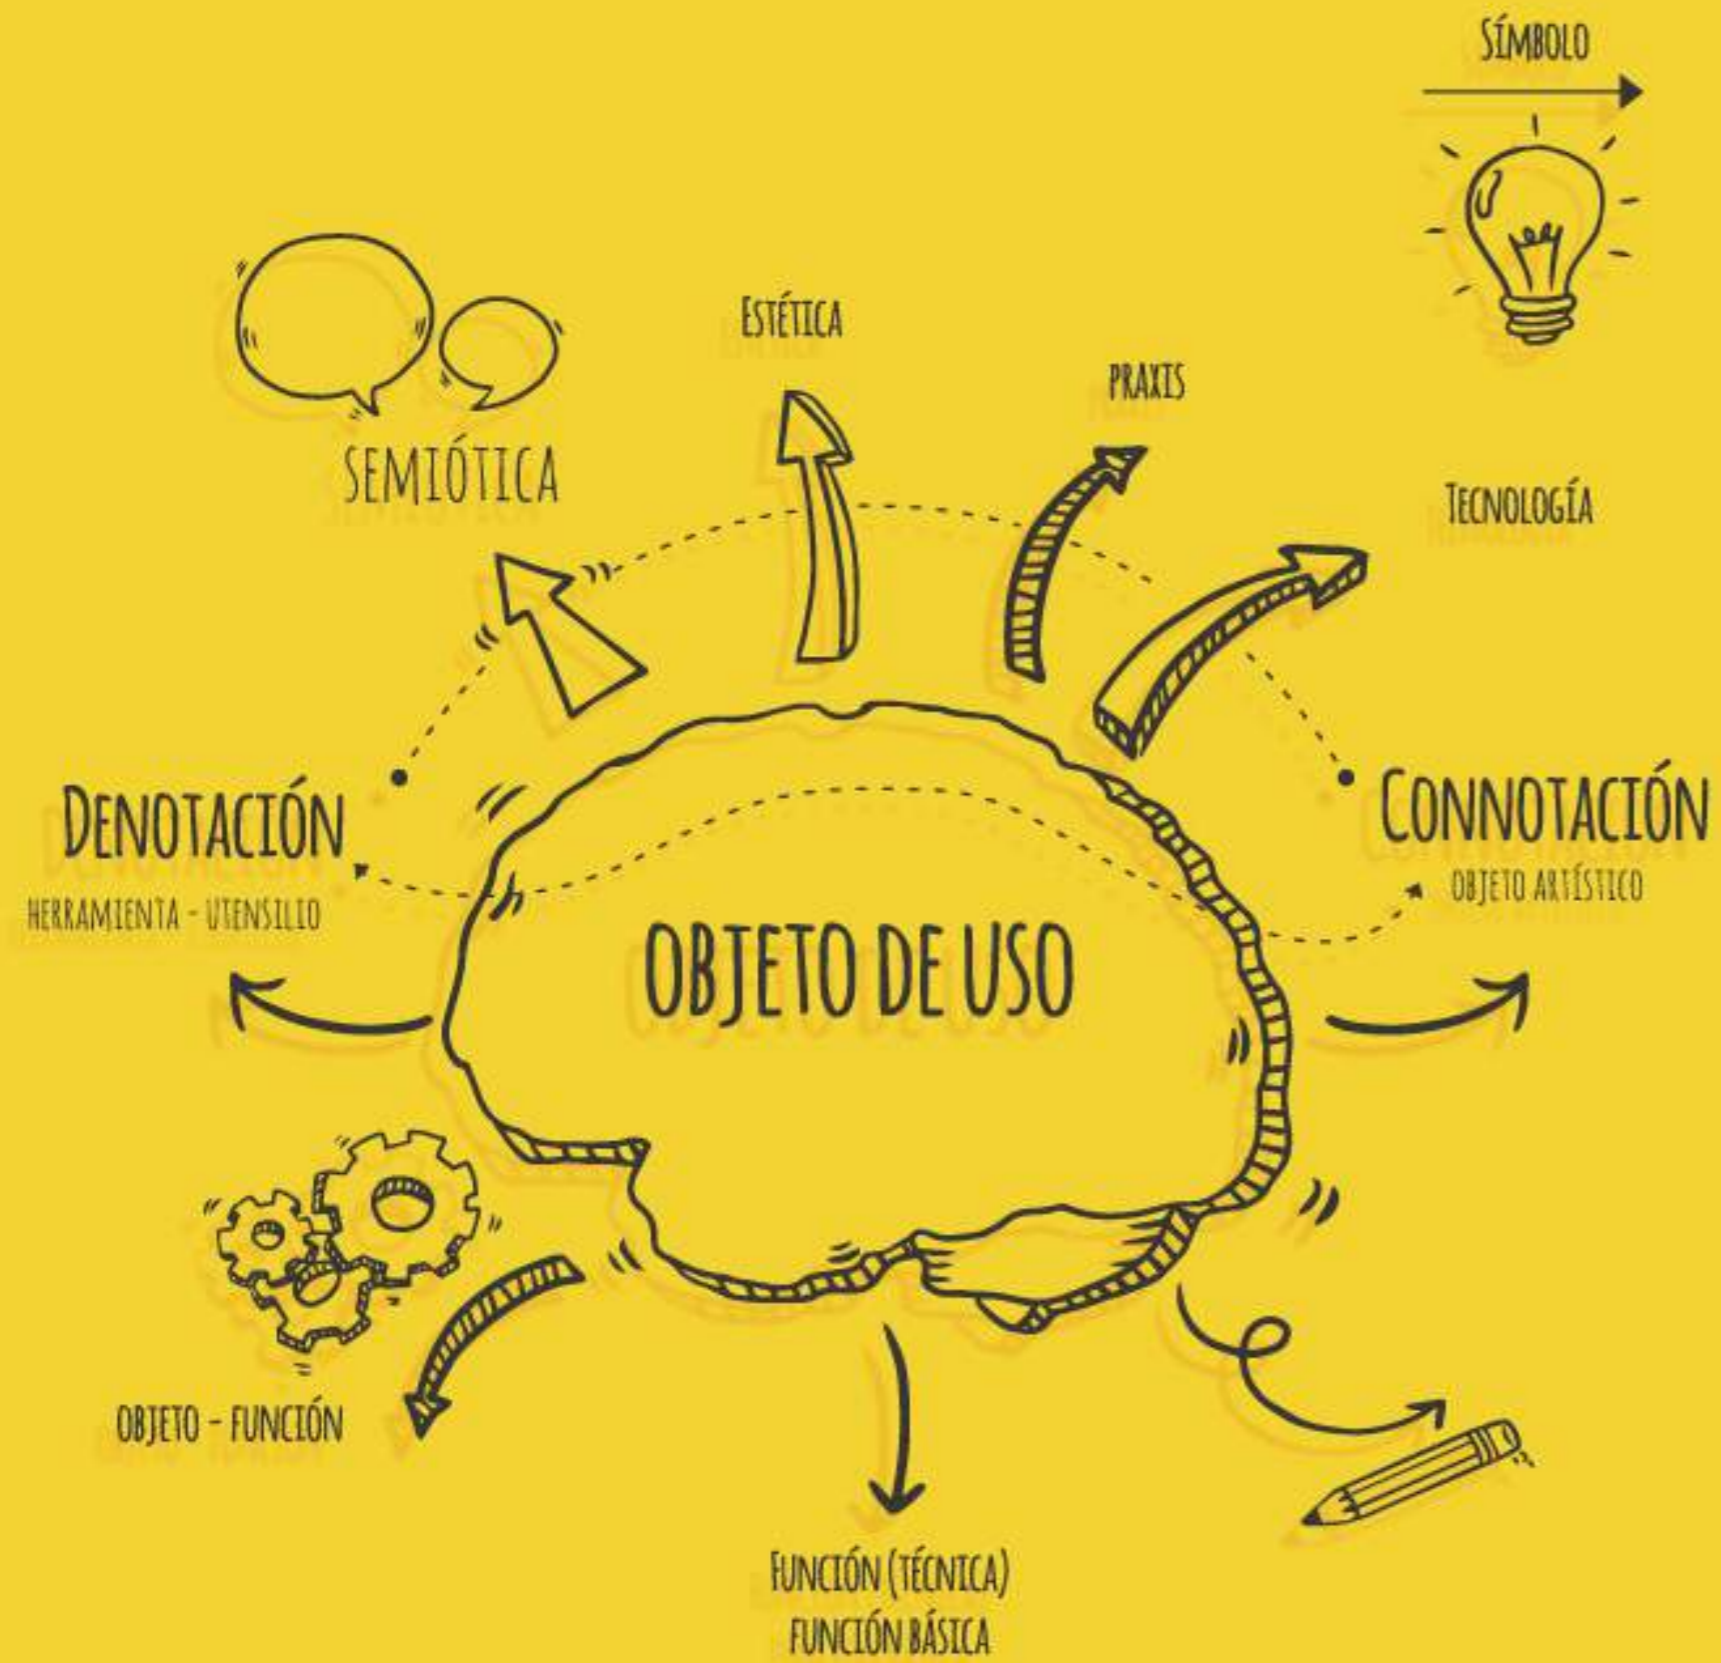 SÍMBOLO
ESTÉTICA
PRAXIS
SEMIÓTICA
TECNOLOGÍA
DENOTACIÓN
HERRAMIENTA - UTENSILIO
CONNOTACIÓN
OBJETO ARTÍSTICO
OBJETO DE USO
OBJETO - FUNCIÓN
FUNCIÓN (TÉCNICA)
FUNCIÓN BÁSICA